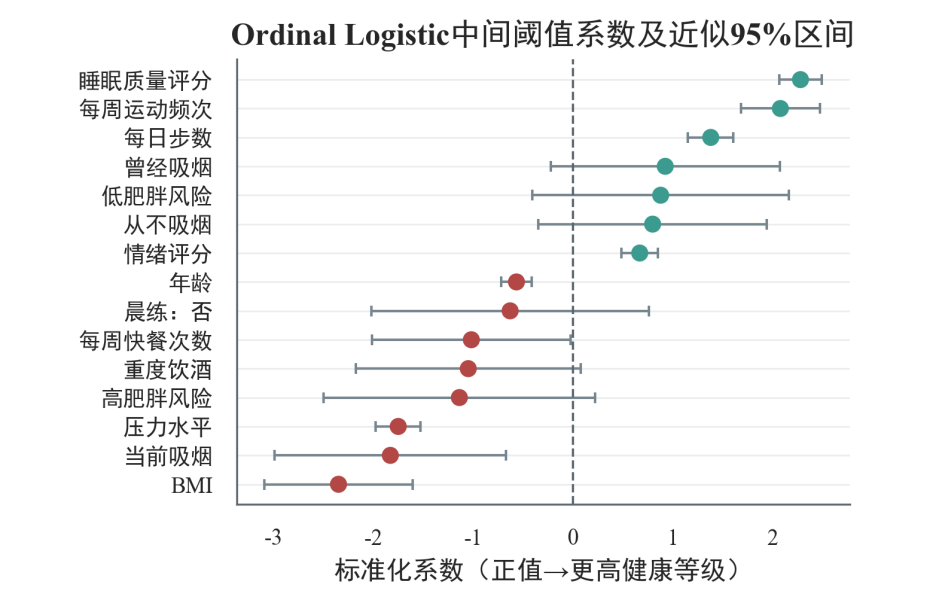 Ordinal Logistic中间阈值系数及近似95%区间
睡眠质量评分
每周运动频次
每日步数
曾经吸烟
低肥胖风险
从不吸烟
情绪评分
年龄
晨练：否
每周快餐次数
重度饮酒
高肥胖风险
压力水平
当前吸烟
BMI
-3 -2 -1 0 1 2
标准化系数（正值→更高健康等级）